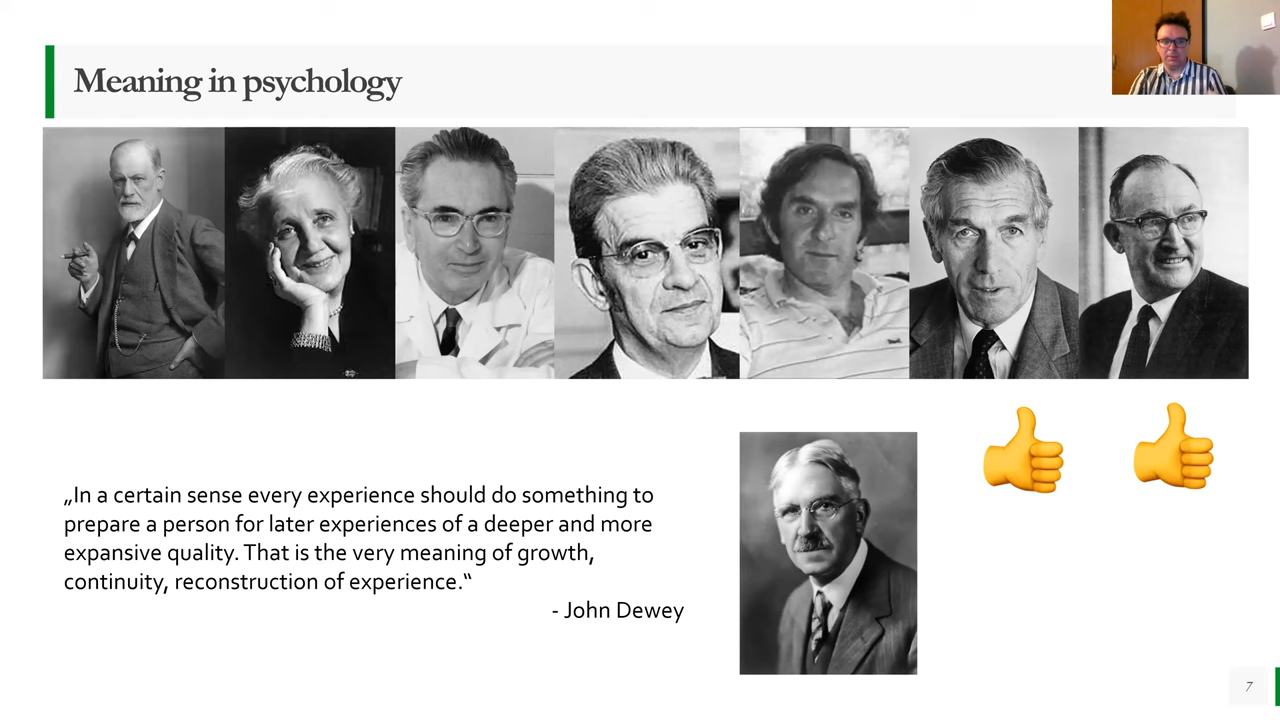 Meaning in psychology
„In a certain sense every experience should do something to
prepare a person for later experiences of a deeper and more
expansive quality. That is the very meaning of growth,
continuity, reconstruction of experience.“
- John Dewey
7